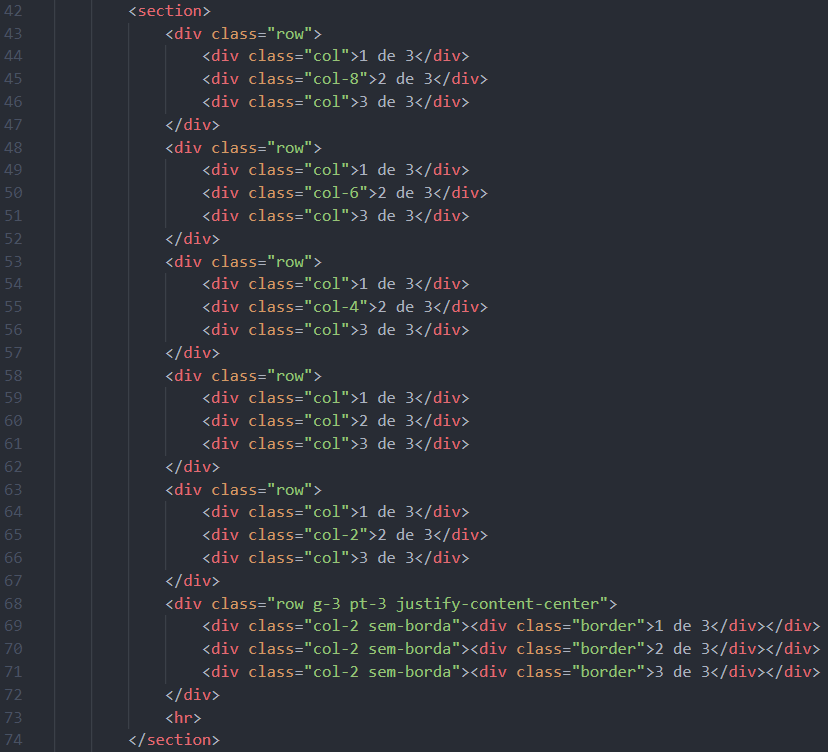 42 <section>
43 <div class="row">
44 <div class="col">1 de 3</div>
45 <div class="col-8">2 de 3</div>
46 <div class="col">3 de 3</div>
47 </div>
48 <div class="row">
49 <div class="col">1 de 3</div>
50 <div class="col-6">2 de 3</div>
51 <div class="col">3 de 3</div>
52 </div>
53 <div class="row">
54 <div class="col">1 de 3</div>
55 <div class="col-4">2 de 3</div>
56 <div class="col">3 de 3</div>
57 </div>
58 <div class="row">
59 <div class="col">1 de 3</div>
60 <div class="col">2 de 3</div>
61 <div class="col">3 de 3</div>
62 </div>
63 <div class="row">
64 <div class="col">1 de 3</div>
65 <div class="col-2">2 de 3</div>
66 <div class="col">3 de 3</div>
67 </div>
68 <div class="row g-3 pt-3 justify-content-center">
69 <div class="col-2 sem-borda"><div class="border">1 de 3</div></div>
70 <div class="col-2 sem-borda"><div class="border">2 de 3</div></div>
71 <div class="col-2 sem-borda"><div class="border">3 de 3</div></div>
72 </div>
73 <hr>
74 </section>